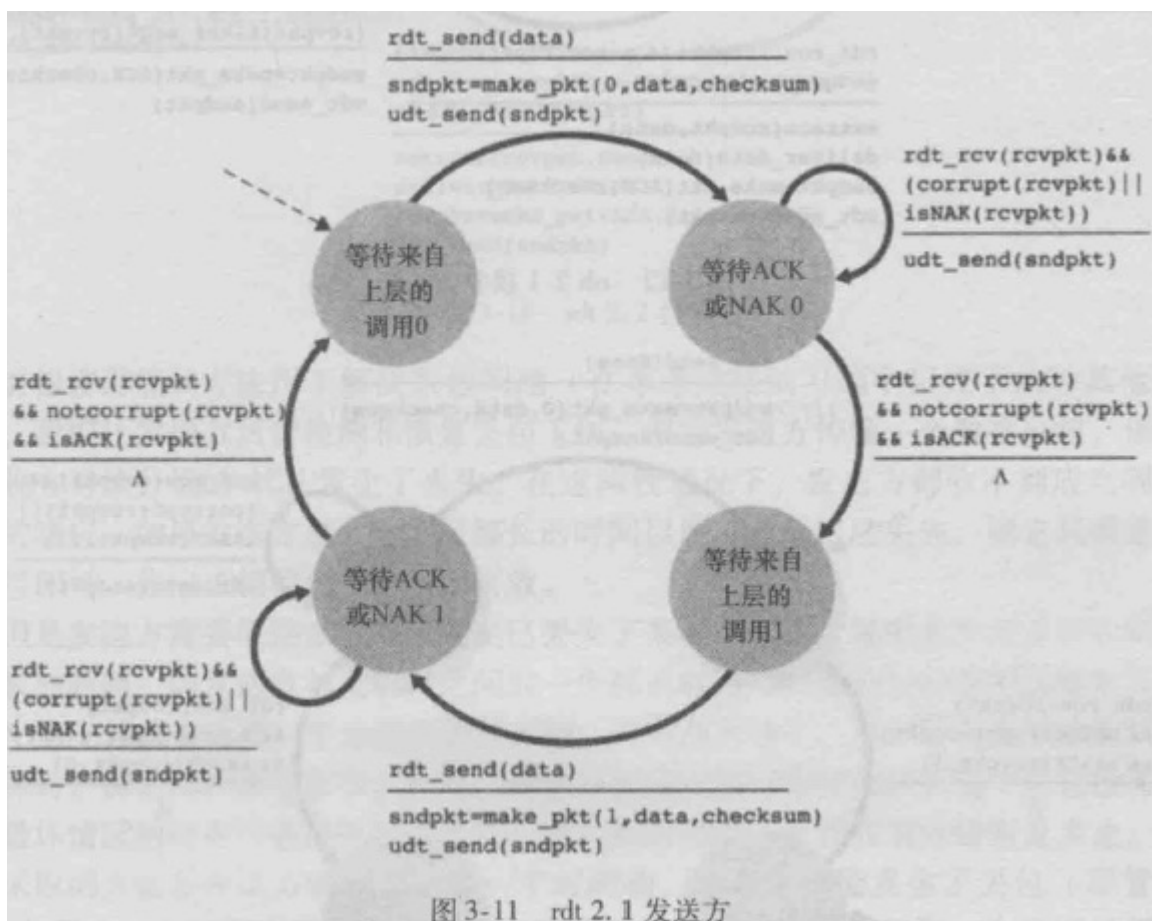 rdt_send(data)
sndpkt=make_pkt(0,data,checksum)
udt_send(sndpkt)
等待来自
上层的
调用0
等待ACK
或NAK 0
rdt_rcv(rcvpkt)&&
(corrupt(rcvpkt)||
isNAK(rcvpkt))
udt_send(sndpkt)
rdt_rcv(rcvpkt)
&& notcorrupt(rcvpkt)
&& isACK(rcvpkt)
Λ
rdt_rcv(rcvpkt)
&& notcorrupt(rcvpkt)
&& isACK(rcvpkt)
Λ
等待ACK
或NAK 1
等待来自
上层的
调用1
rdt_rcv(rcvpkt)&&
(corrupt(rcvpkt)||
isNAK(rcvpkt))
udt_send(sndpkt)
rdt_send(data)
sndpkt=make_pkt(1,data,checksum)
udt_send(sndpkt)
图 3-11 rdt 2.1 发送方